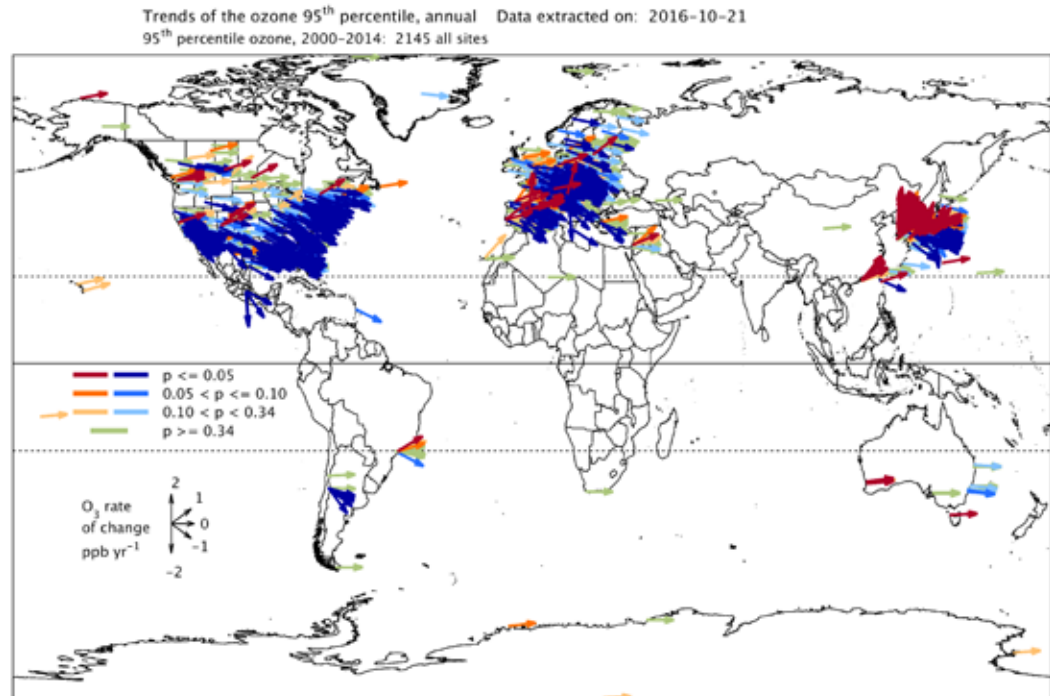 Trends of the ozone 95th percentile, annual Data extracted on: 2016-10-21
95th percentile ozone, 2000-2014: 2145 all sites
p <= 0.05
0.05 < p <= 0.10
0.10 < p < 0.34
p >= 0.34
O3 rate
of change
ppb yr-1
2
1
0
-1
-2